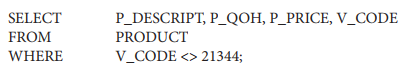 SELECT P_DESCRIPT, P_QOH, P_PRICE, V_CODE
FROM PRODUCT
WHERE V_CODE <> 21344;